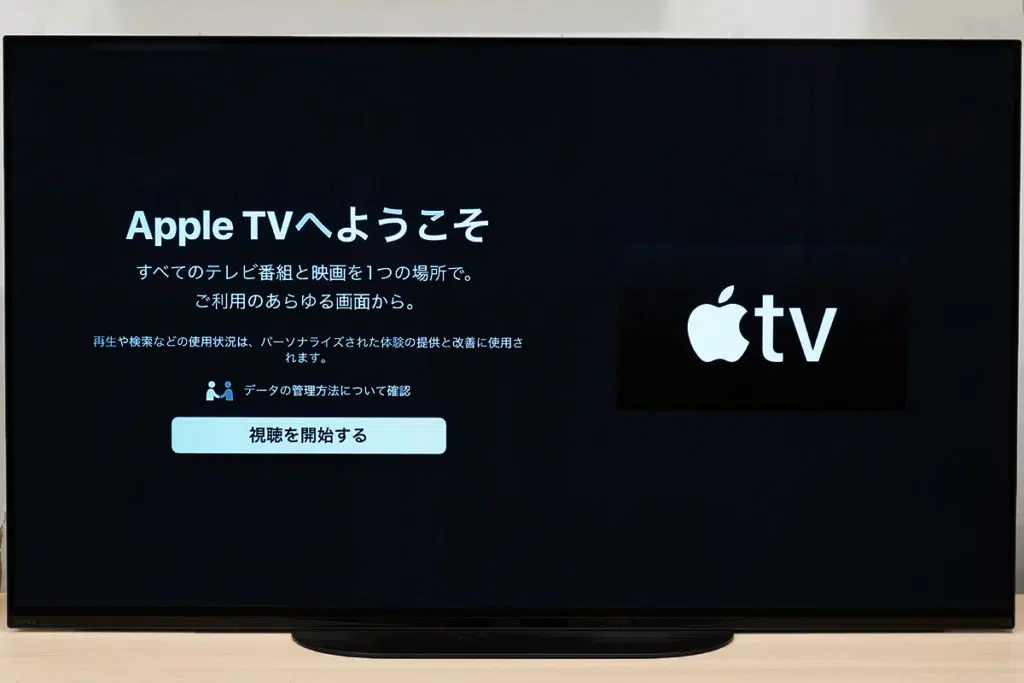 Apple TVへようこそ
すべてのテレビ番組と映画を1つの場所で。
ご利用のあらゆる画面から。
再生や検索などの使用状況は、パーソナライズされた体験の提供と改善に使用さ
れます。
データの管理方法について確認
視聴を開始する
tv